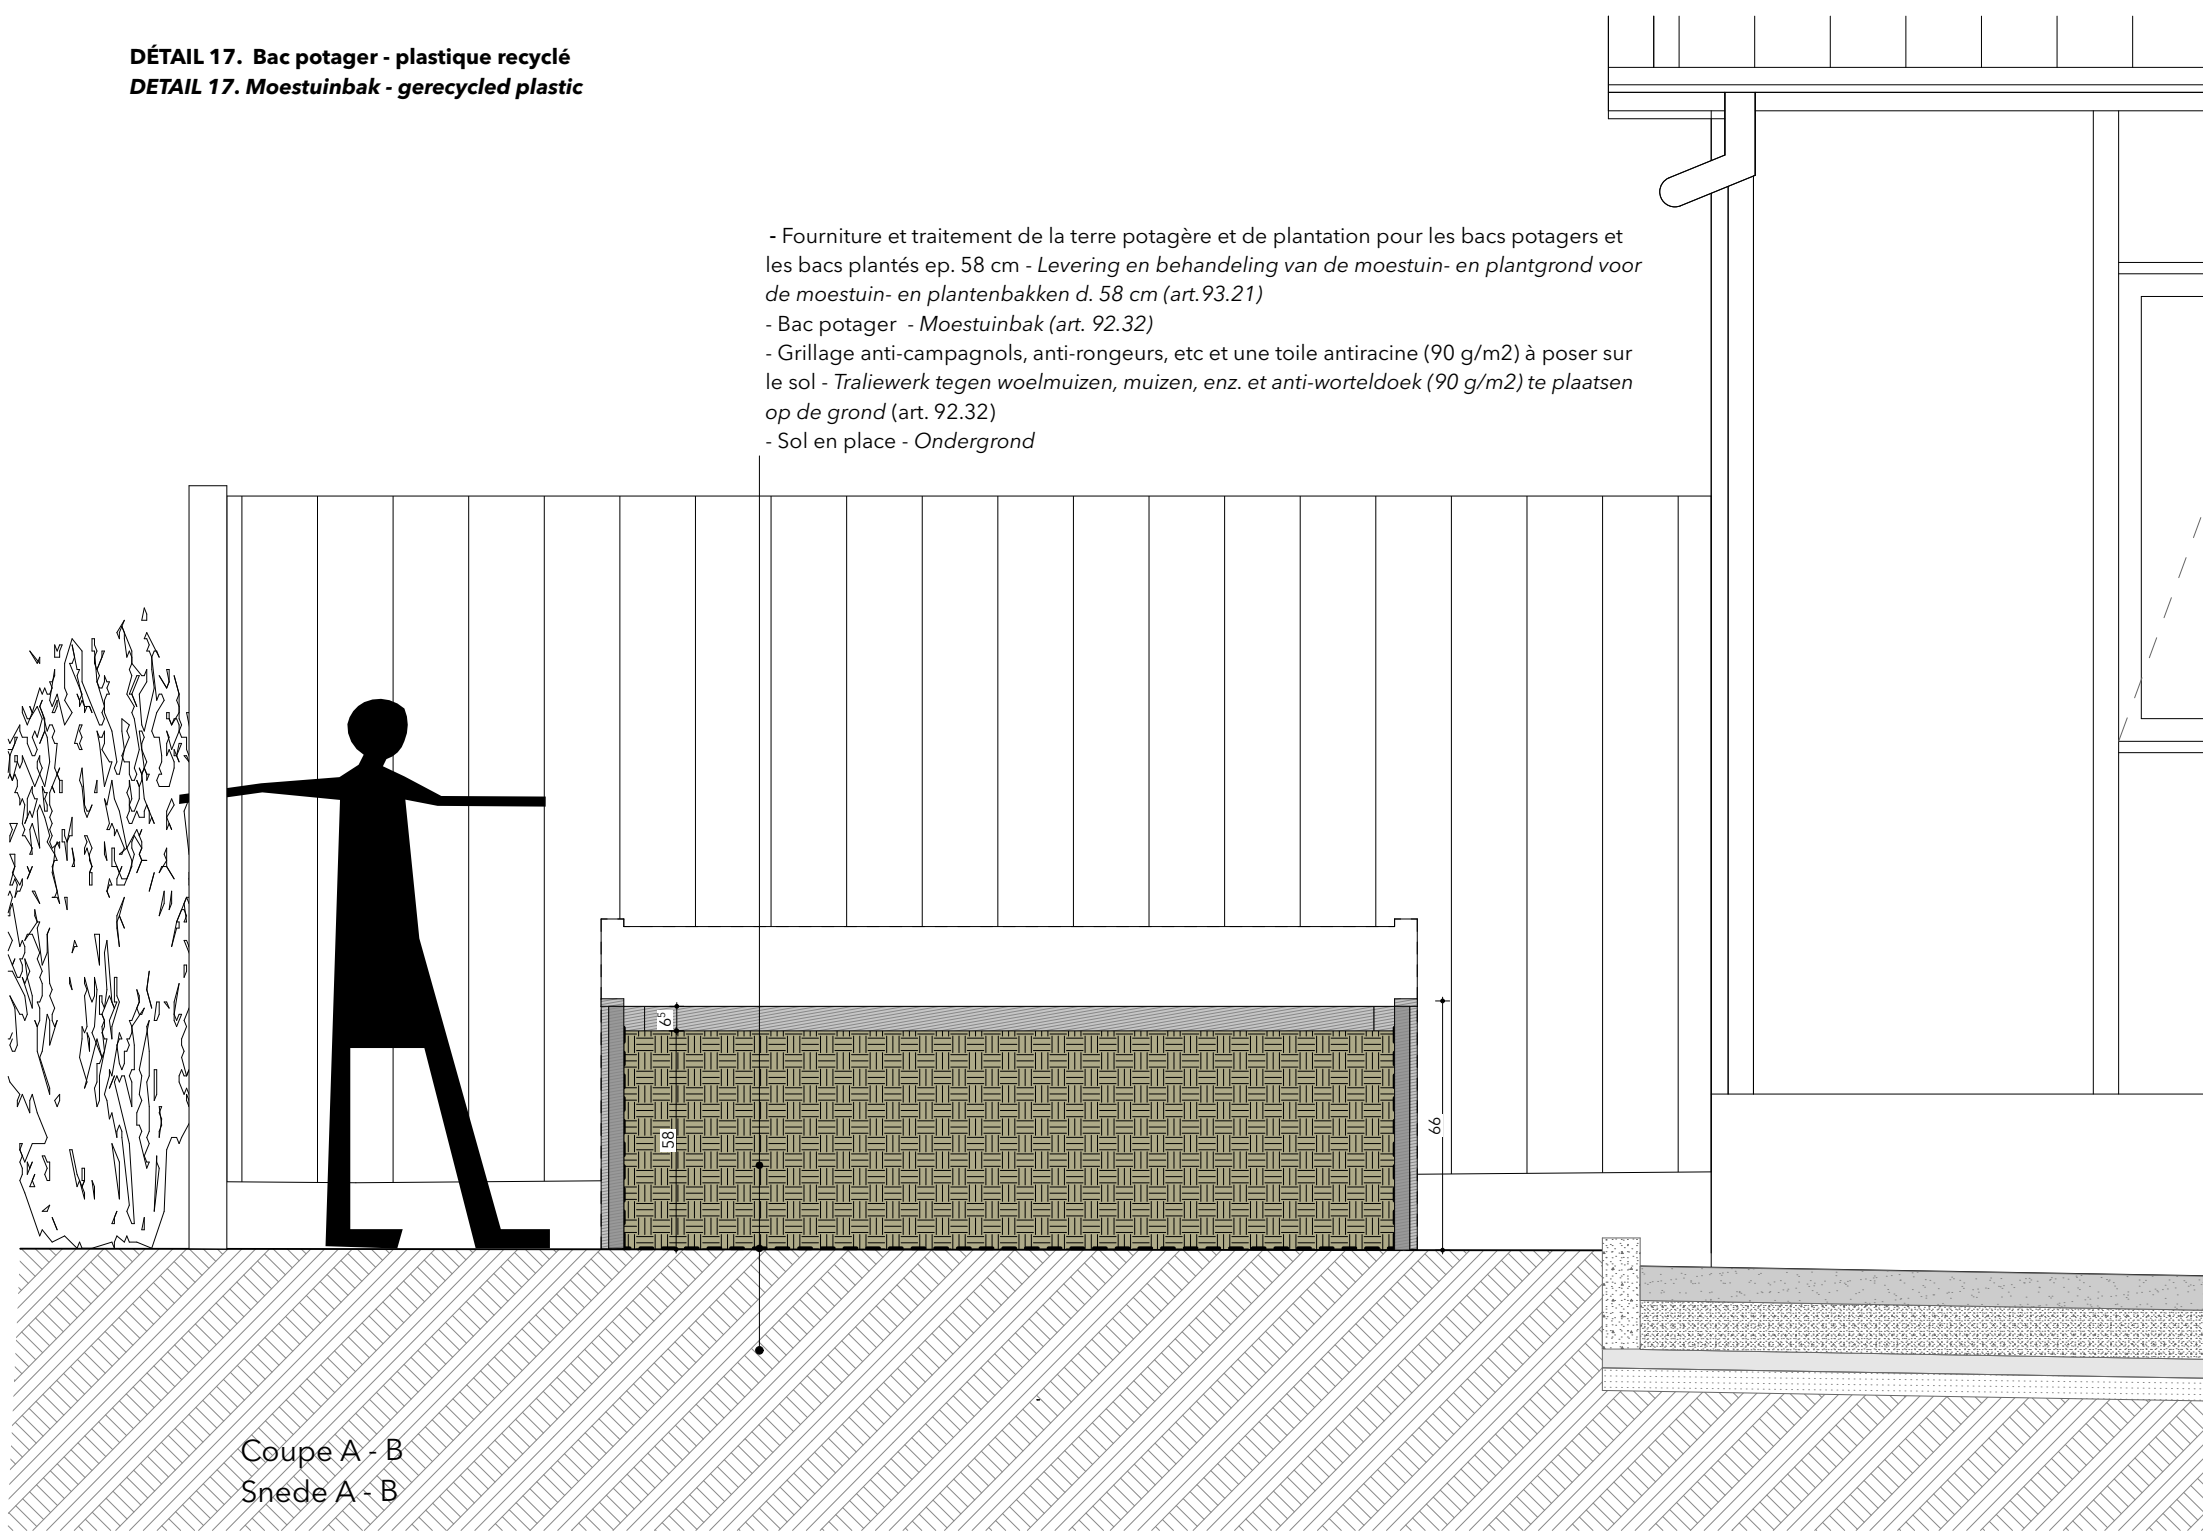 DÉTAIL 17. Bac potager - plastique recyclé
DETAIL 17. Moestuinbak - gerecycled plastic
- Fourniture et traitement de la terre potagère et de plantation pour les bacs potagers et
les bacs plantés ep. 58 cm - Levering en behandeling van de moestuin- en plantgrond voor
de moestuin- en plantenbakken d. 58 cm (art.93.21)
- Bac potager - Moestuinbak (art. 92.32)
- Grillage anti-campagnols, anti-rongeurs, etc et une toile antiracine (90 g/m2) à poser sur
le sol - Traliewerk tegen woelmuizen, muizen, enz. et anti-worteldoek (90 g/m2) te plaatsen
op de grond (art. 92.32)
- Sol en place - Ondergrond
6⁵
58
66
Coupe A - B
Snede A - B